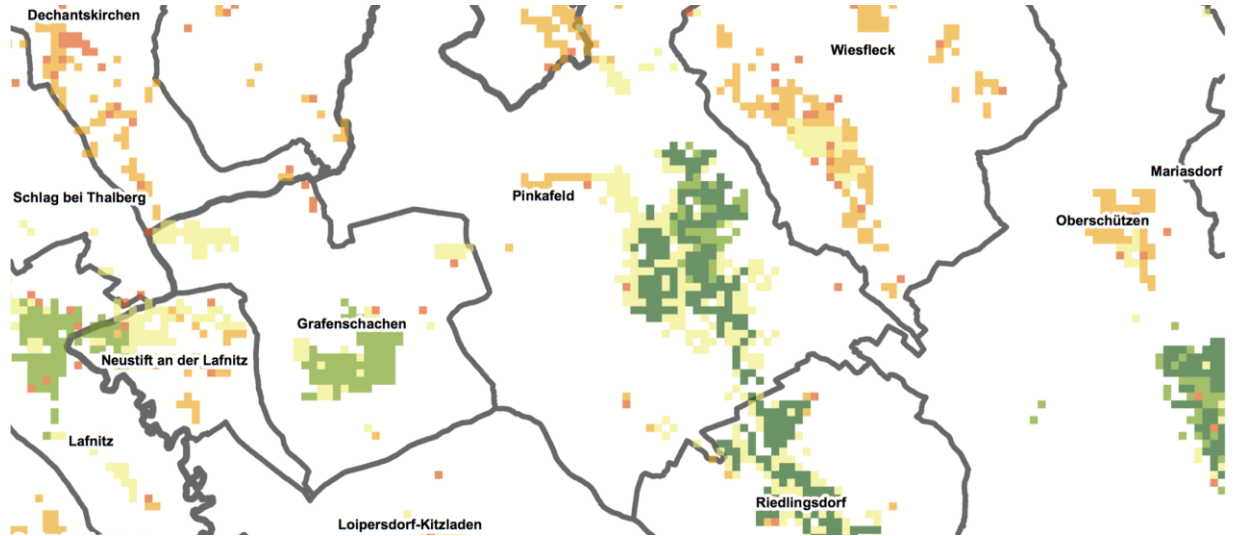 Dechantskirchen
Wiesfleck
Mariasdorf
Schlag bei Thalberg
Pinkafeld
Oberschützen
Grafenschachen
Neustift an der Lafnitz
Lafnitz
Riedlingsdorf
Loipersdorf-Kitzladen